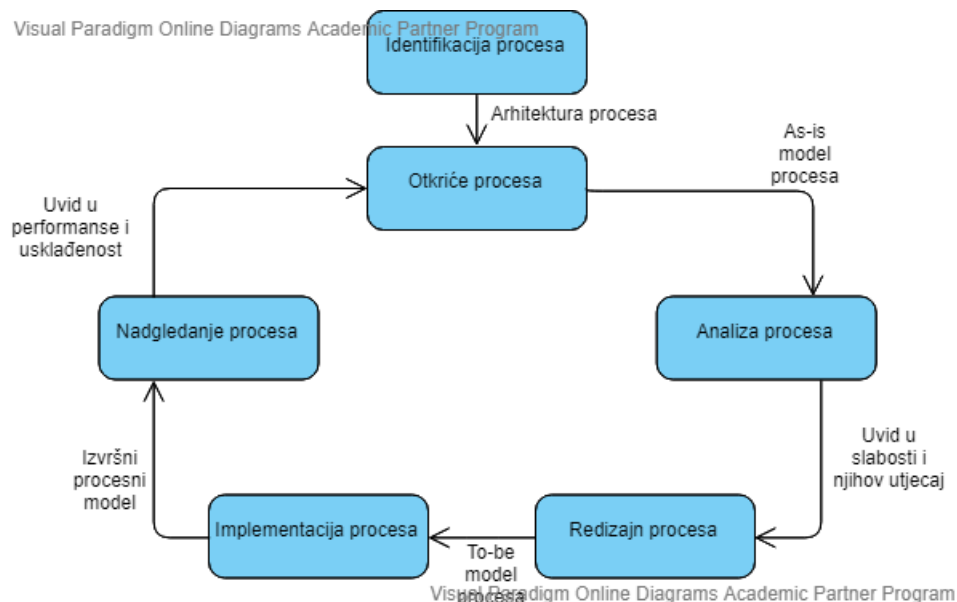 Visual Paradigm Online Diagrams Academic Partner Program
Identifikacija procesa
Arhitektura procesa
Otkriće procesa
As-is
model
procesa
Uvid u
performanse i
usklađenost
Nadgledanje procesa
Analiza procesa
Uvid u
slabosti i
njihov utjecaj
Izvršni
procesni
model
Implementacija procesa
Redizajn procesa
To-be
model
procesa
Visual Paradigm Online Diagrams Academic Partner Program